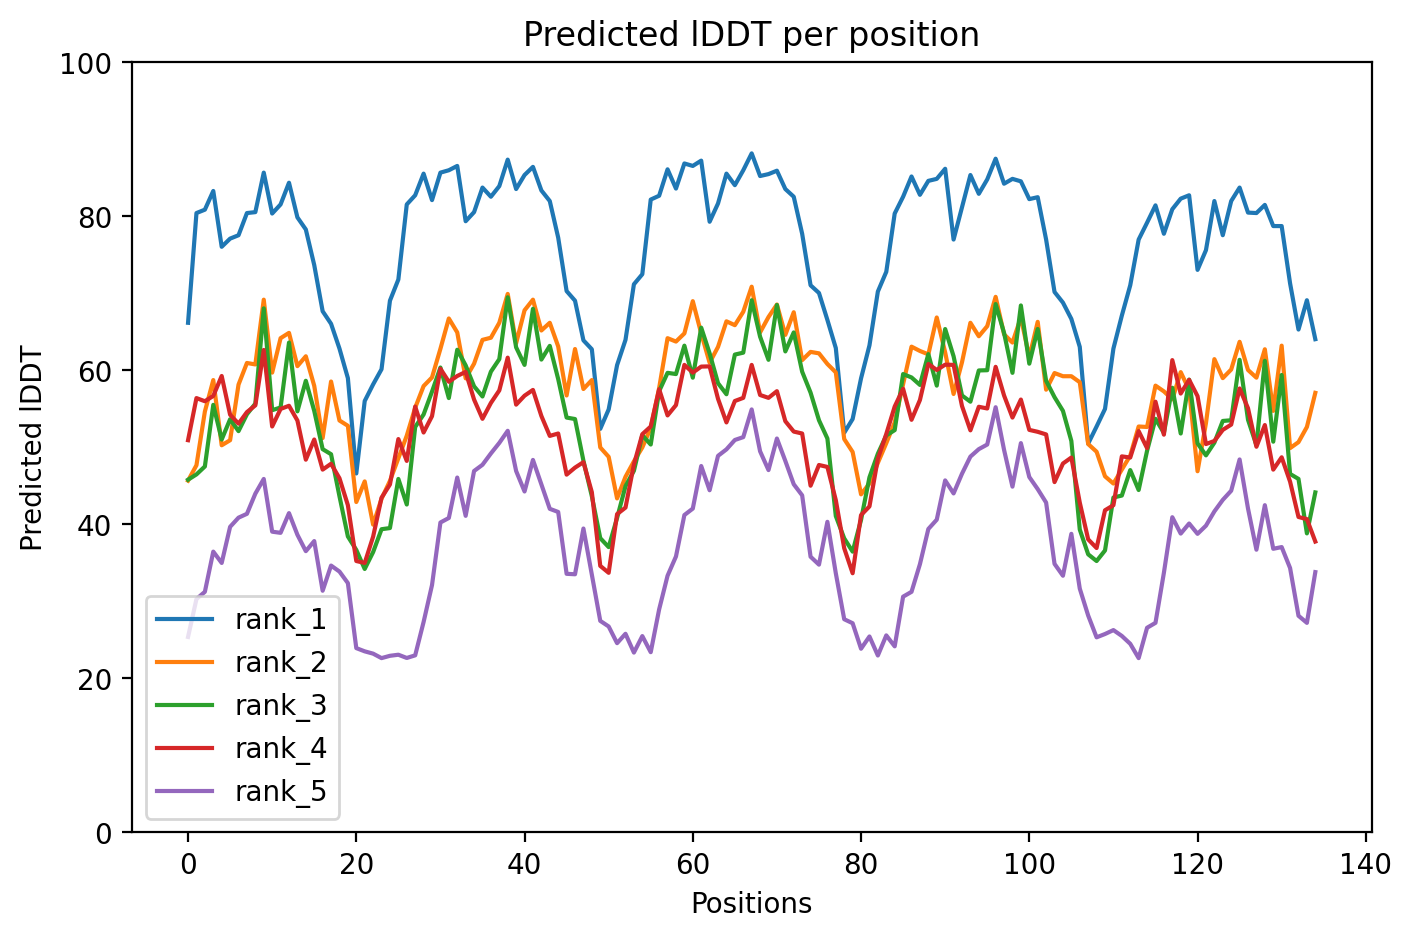 Predicted lDDT per position
100
80
60
40
20
0
Predicted lDDT
rank_1
rank_2
rank_3
rank_4
rank_5
0 20 40 60 80 100 120 140
Positions